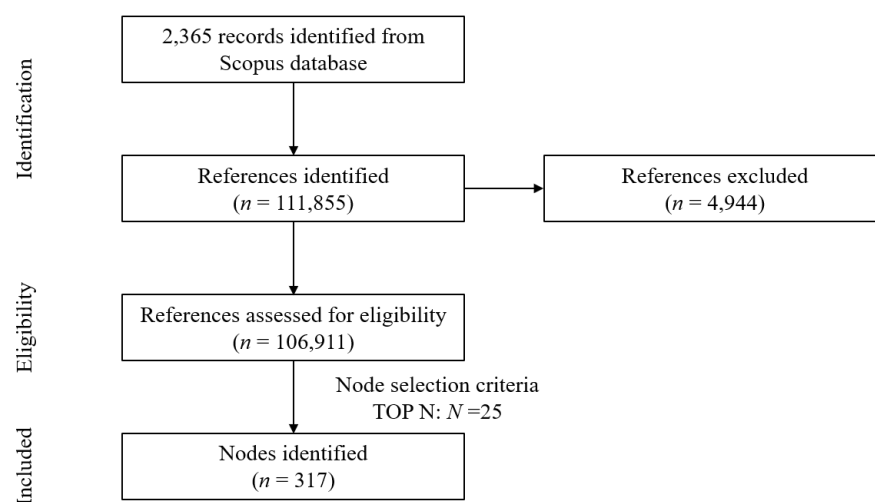 2,365 records identified from
Scopus database
Identification
References identified
(n = 111,855)
References excluded
(n = 4,944)
Eligibility
References assessed for eligibility
(n = 106,911)
Node selection criteria
TOP N: N =25
Included
Nodes identified
(n = 317)